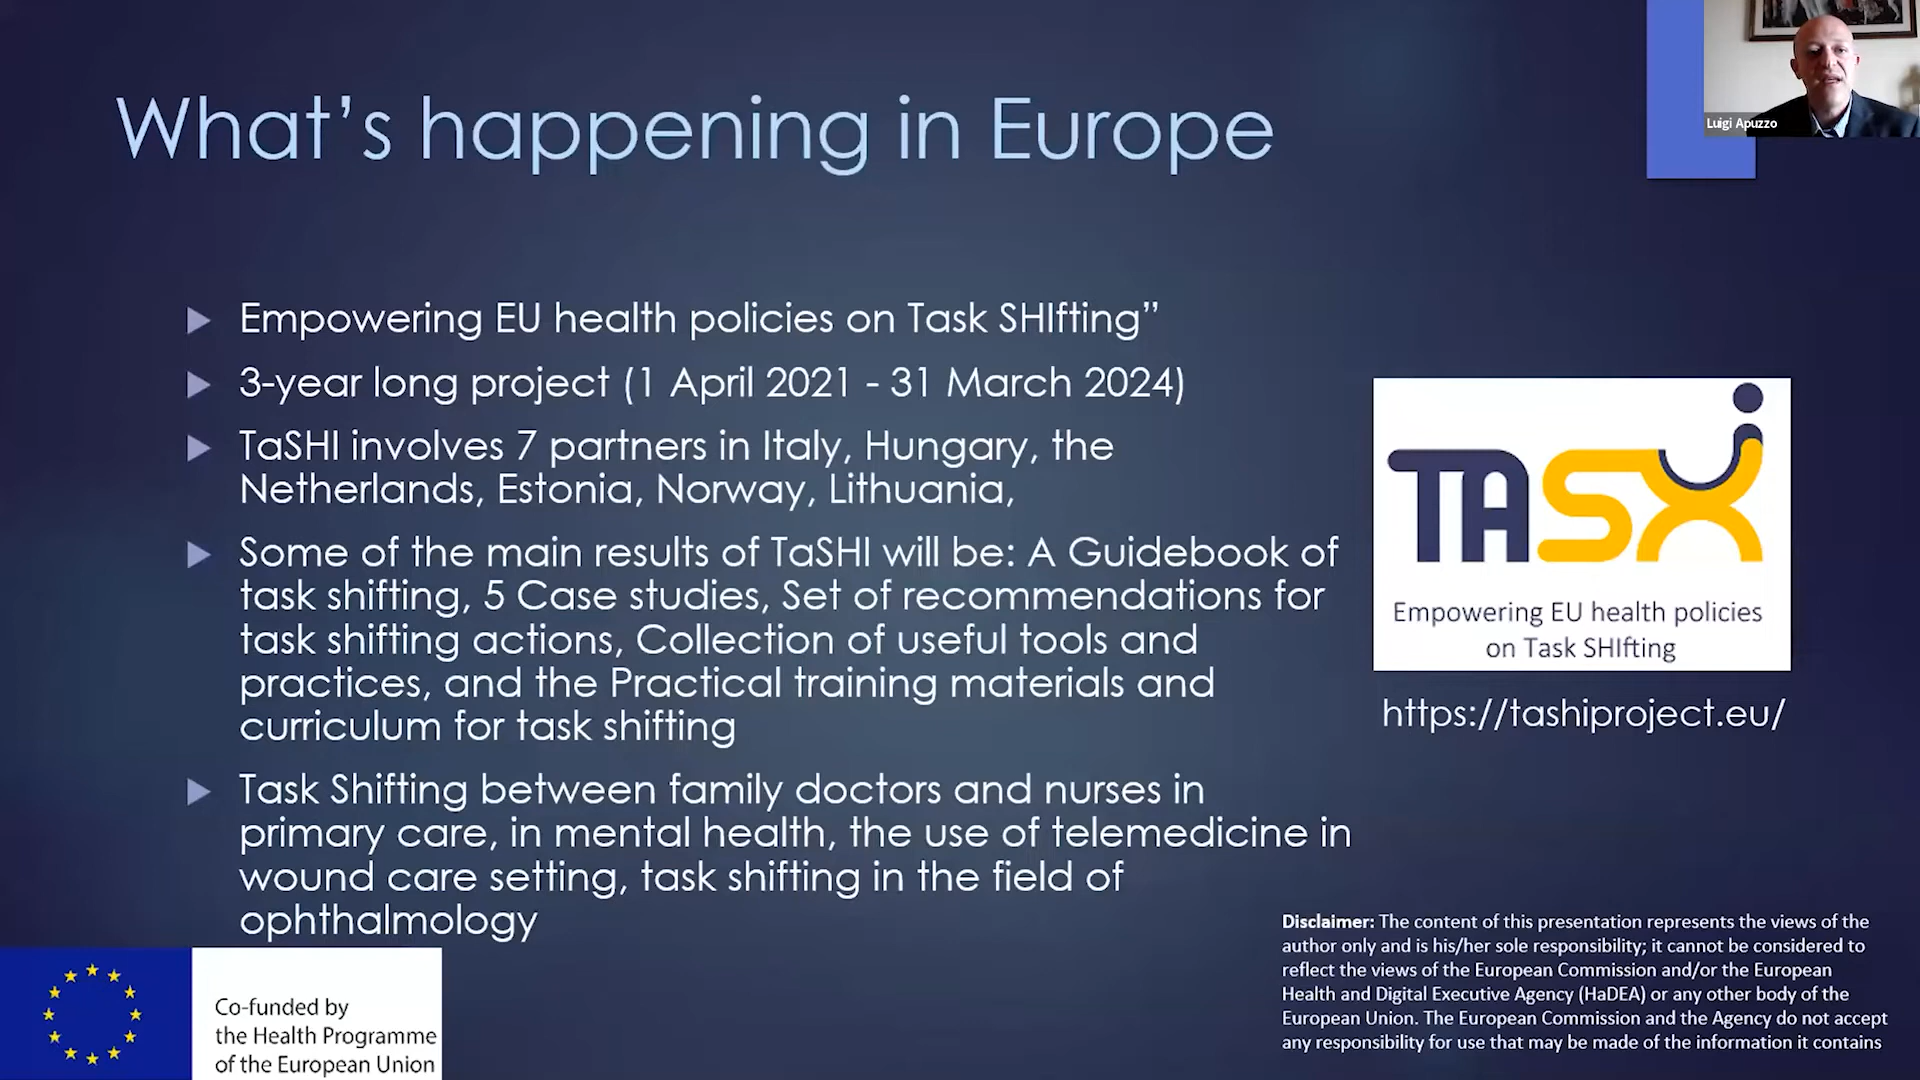 What's happening in Europe
Luigi Apuzzo
Empowering EU health policies on Task SHIfting”
3-year long project (1 April 2021 - 31 March 2024)
TaSHI involves 7 partners in Italy, Hungary, the
Netherlands, Estonia, Norway, Lithuania,
Some of the main results of TaSHI will be: A Guidebook of
task shifting, 5 Case studies, Set of recommendations for
task shifting actions, Collection of useful tools and
practices, and the Practical training materials and
curriculum for task shifting
Task Shifting between family doctors and nurses in
primary care, in mental health, the use of telemedicine in
wound care setting, task shifting in the field of
ophthalmology
TASHi
Empowering EU health policies
on Task SHIfting
https://tashiproject.eu/
Co-funded by
the Health Programme
of the European Union
Disclaimer: The content of this presentation represents the views of the
author only and is his/her sole responsibility; it cannot be considered to
reflect the views of the European Commission and/or the European
Health and Digital Executive Agency (HaDEA) or any other body of the
European Union. The European Commission and the Agency do not accept
any responsibility for use that may be made of the information it contains